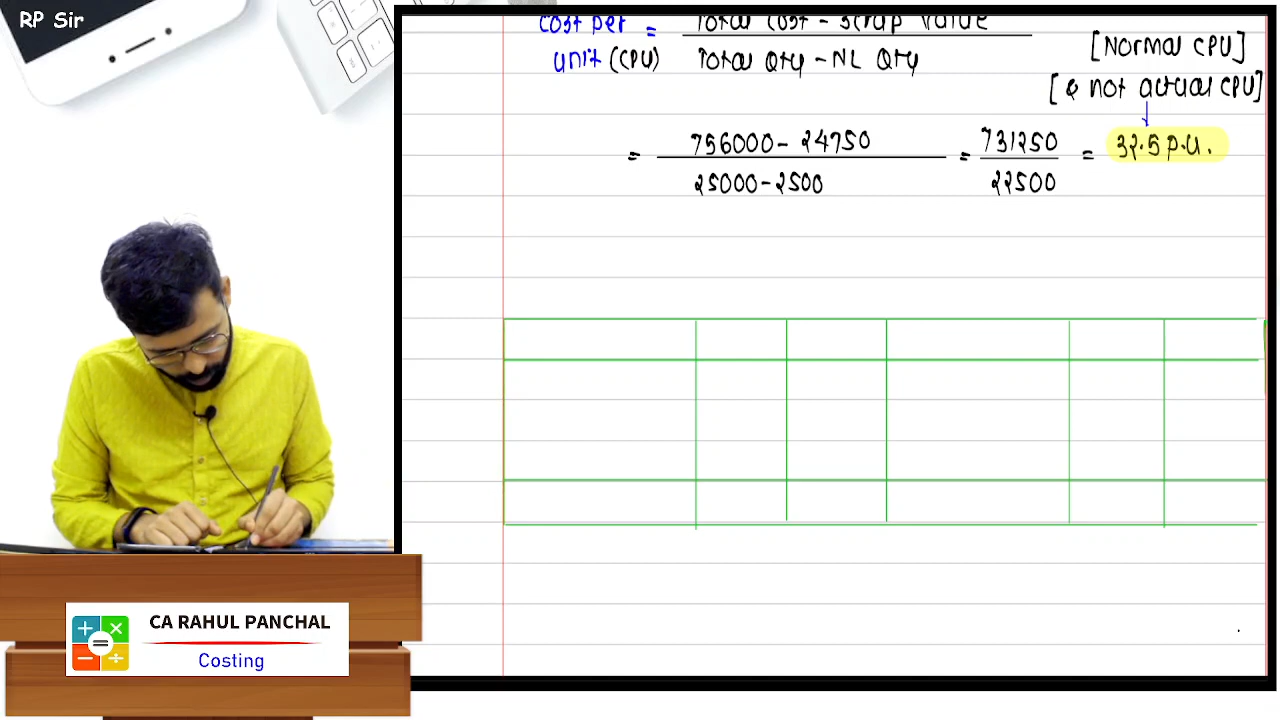 RP Sir
cost per = Total cost - scrap value
unit (CPU) Total Qty - NL Qty
[Normal CPU]
[& not actual CPU]
= 756000 - 24750 = 731250 = 32.5 p.u.
25000 - 2500 22500
CA RAHUL PANCHAL
Costing